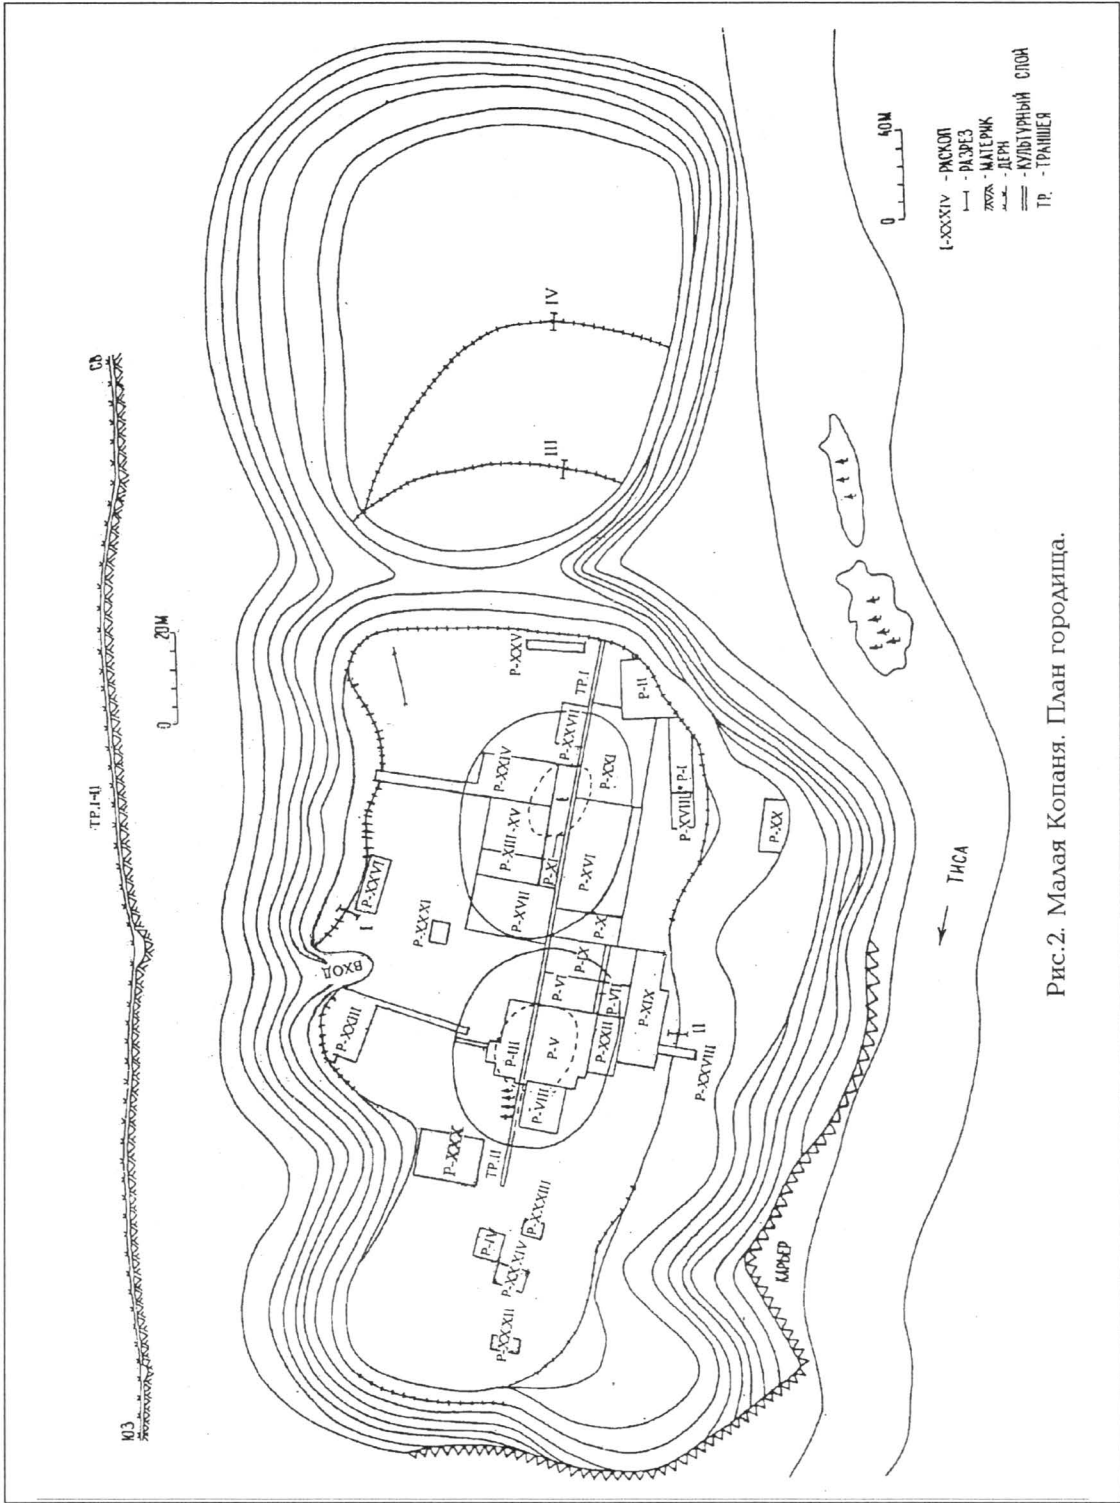 ТР.I-II
ЮЗ
СВ
0 20М
ВХОД
I
Р-XXIII
Р-XXVI
Р-XXXI
Р-XXX
Р-XXIV
Р-XIII-XV
Р-XVII
Р-XI
Р-XXVII
Р-XXV
ТР.I
Р-II
Р-XXI
Р-I
Р-XVIII
Р-XVI
Р-X
Р-XX
Р-IX
Р-VI
Р-VII
Р-XIX
Р-III
Р-V
Р-XXII
Р-VIII
II
Р-XXVIII
ТР.II
Р-IV
Р-XXXIII
Р-XXXIV
Р-XXXII
III
IV
КАРЬЕР
ТИСА
0 40М
I-XXXIV - РАСКОП
- РАЗРЕЗ
- МАТЕРИК
- ДЕРН
- КУЛЬТУРНЫЙ СЛОЙ
ТР. - ТРАНШЕЯ
Рис.2. Малая Копаня. План городища.